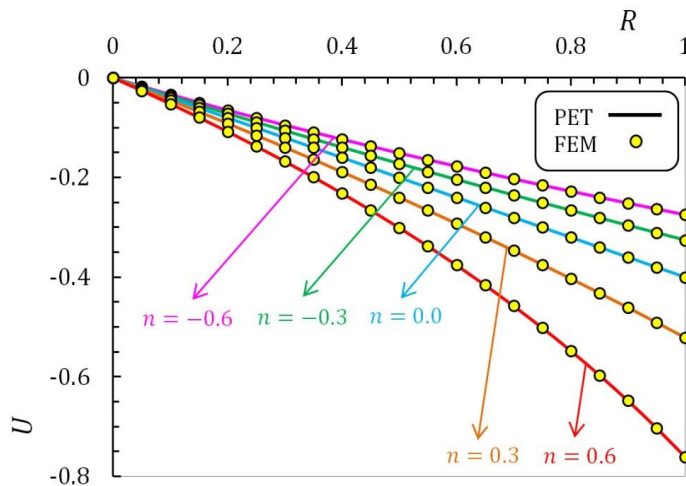 R
0 0.2 0.4 0.6 0.8 1
0
-0.2
-0.4
-0.6
-0.8
U
PET
FEM
n = −0.6
n = −0.3
n = 0.0
n = 0.3
n = 0.6